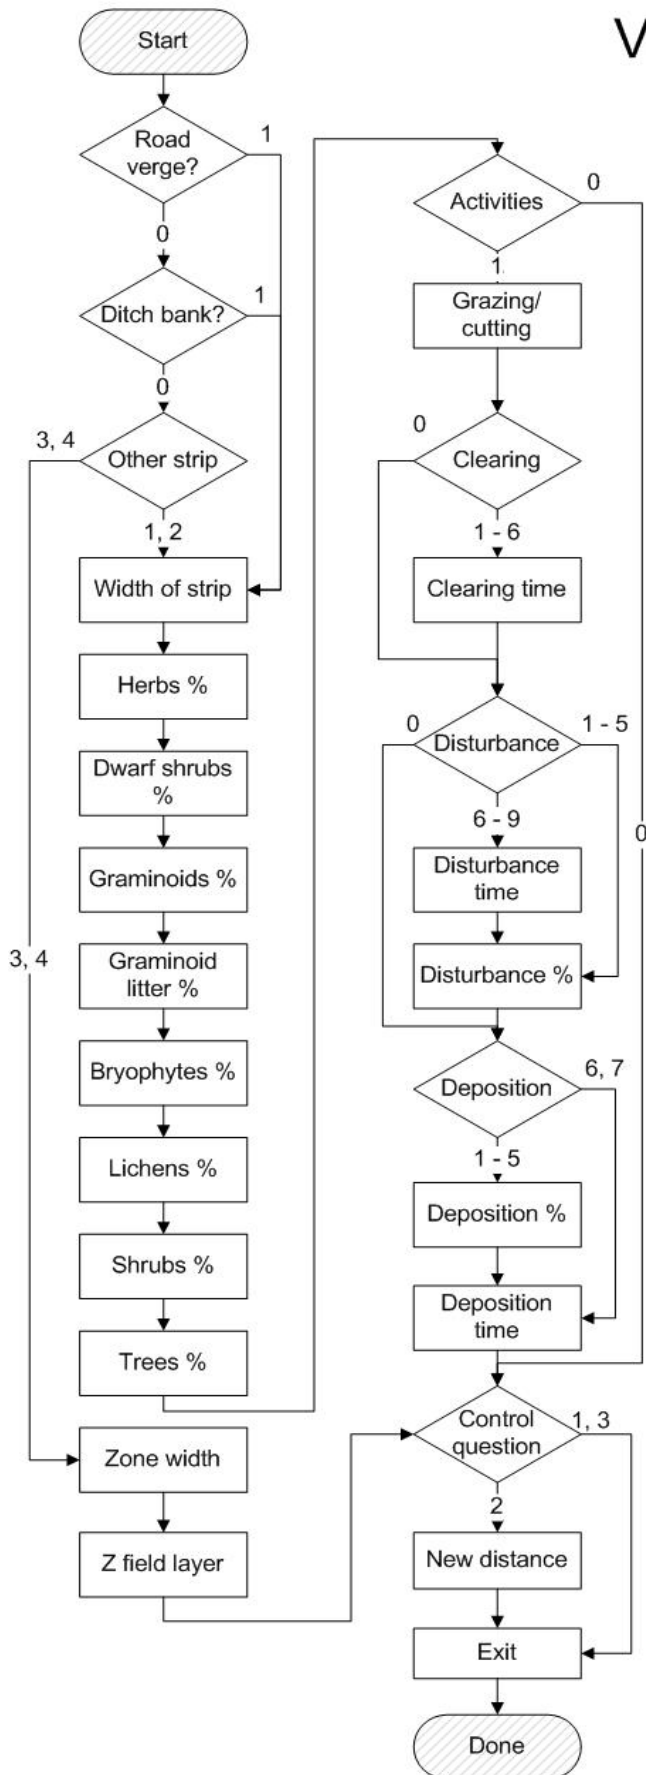 V
Start
Road
verge?
1
0
Ditch bank?
1
0
3, 4
Other strip
1, 2
Width of strip
Herbs %
Dwarf shrubs
%
Graminoids %
Graminoid
litter %
3, 4
Bryophytes %
Lichens %
Shrubs %
Trees %
Zone width
Z field layer
Activities
0
1
Grazing/
cutting
0
Clearing
1 - 6
Clearing time
0
Disturbance
1 - 5
6 - 9
0
Disturbance
time
Disturbance %
Deposition
6, 7
1 - 5
Deposition %
Deposition
time
Control
question
1, 3
2
New distance
Exit
Done